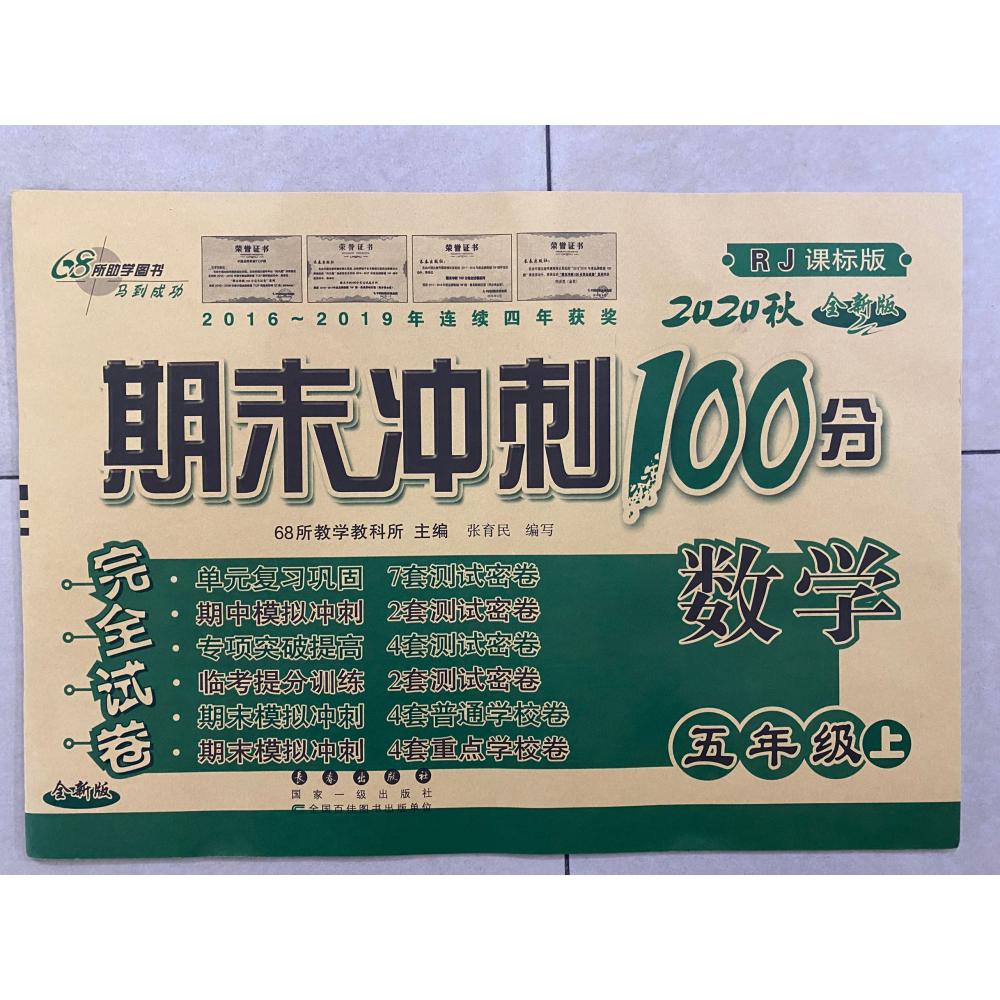 68所助学图书
马到成功
荣誉证书
荣誉证书
荣誉证书
荣誉证书
2016～2019年连续四年获奖
RJ课标版
2020秋 全新版
期末冲刺100分
68所教学教科所 主编 张育民 编写
数学
完全试卷
·单元复习巩固 7套测试密卷
·期中模拟冲刺 2套测试密卷
·专项突破提高 4套测试密卷
·临考提分训练 2套测试密卷
·期末模拟冲刺 4套普通学校卷
·期末模拟冲刺 4套重点学校卷
五年级上
全新版
长春出版社
国家一级出版社
全国百佳图书出版单位